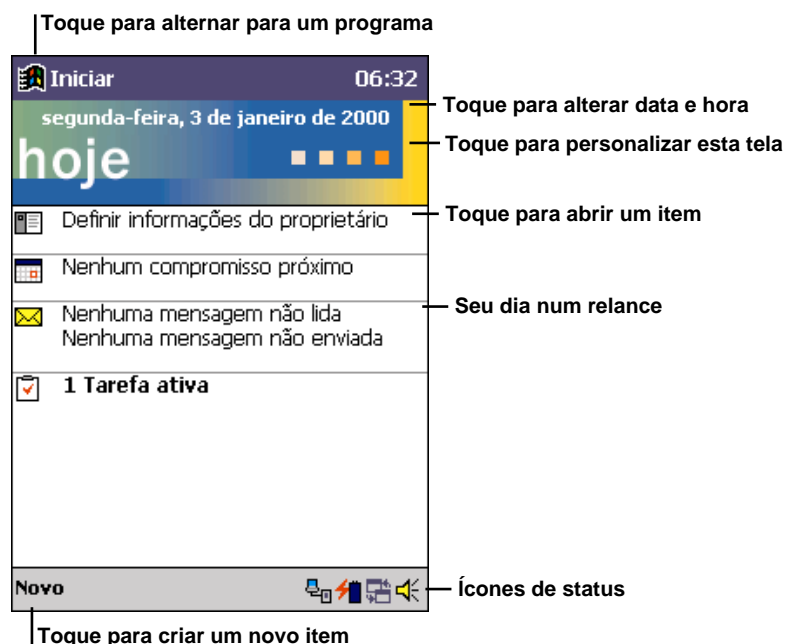 Toque para alternar para um programa
Iniciar 06:32
segunda-feira, 3 de janeiro de 2000
hoje
Toque para alterar data e hora
Toque para personalizar esta tela
Definir informações do proprietário
Toque para abrir um item
Nenhum compromisso próximo
Nenhuma mensagem não lida
Nenhuma mensagem não enviada
Seu dia num relance
1 Tarefa ativa
Novo
Ícones de status
Toque para criar um novo item